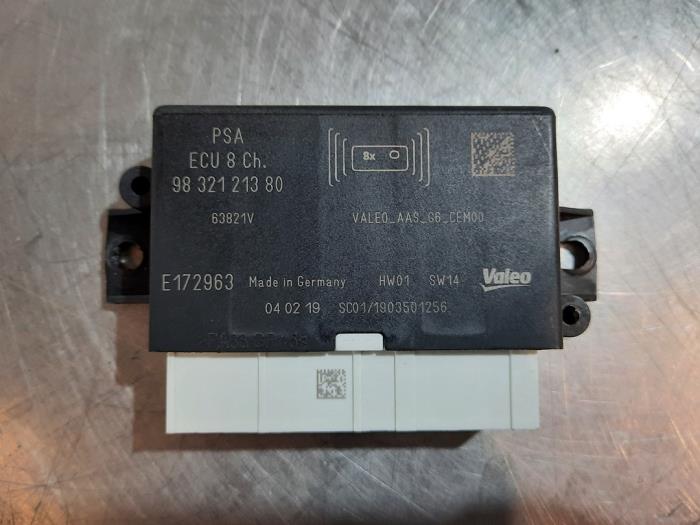 PSA
ECU 8 Ch.
98 321 213 80
8x
63821V
VALEO_AAS_G6_CEM00
E172963 Made in Germany HW01 SW14 Valeo
04 02 19 SC01/1903501256